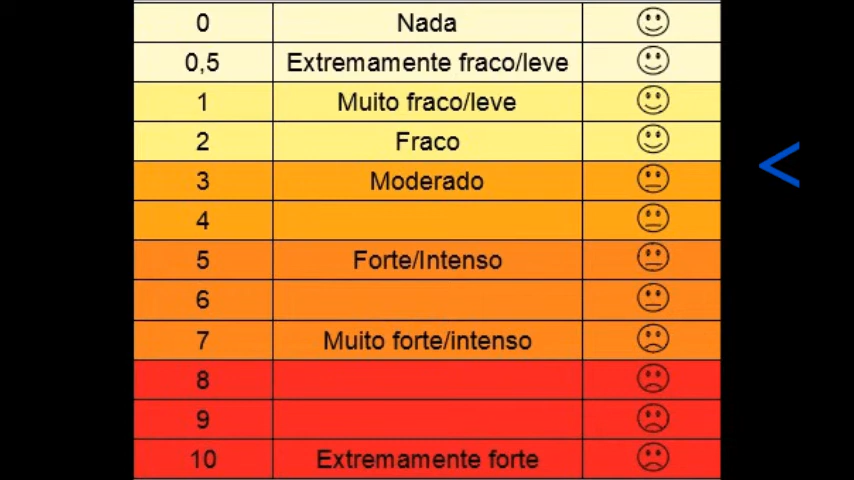 0 Nada
0,5 Extremamente fraco/leve
1 Muito fraco/leve
2 Fraco
3 Moderado
4
5 Forte/Intenso
6
7 Muito forte/intenso
8
9
10 Extremamente forte
<